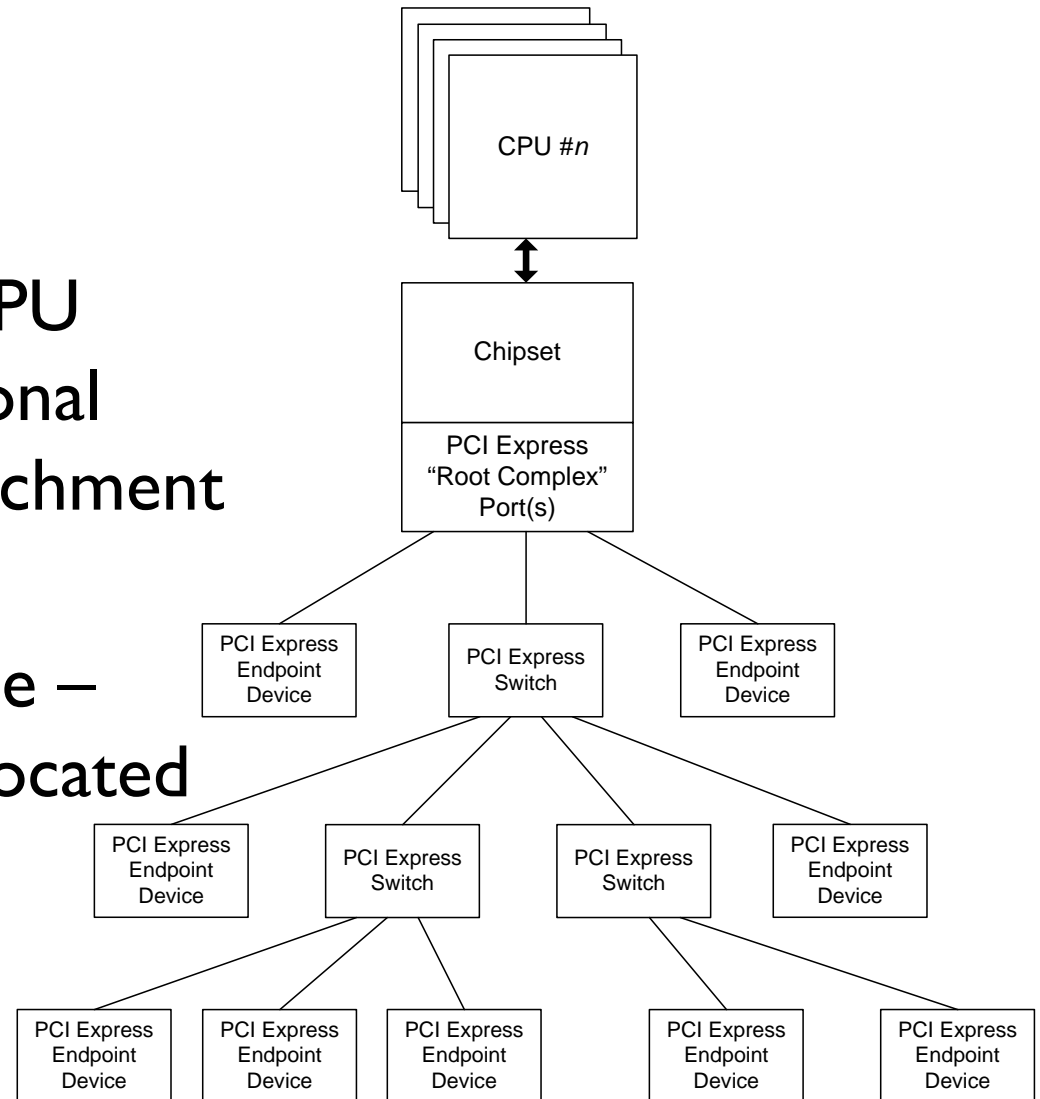 CPU #n
PU
onal
chment
e –
ocated
Chipset
PCI Express
“Root Complex”
Port(s)
PCI Express
Endpoint
Device
PCI Express
Switch
PCI Express
Endpoint
Device
PCI Express
Endpoint
Device
PCI Express
Switch
PCI Express
Switch
PCI Express
Endpoint
Device
PCI Express
Endpoint
Device
PCI Express
Endpoint
Device
PCI Express
Endpoint
Device
PCI Express
Endpoint
Device
PCI Express
Endpoint
Device